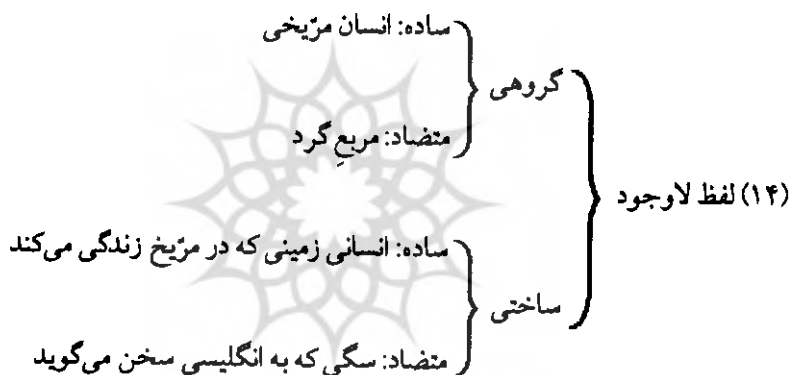 ساده: انسان مرّیخی
گروهی
متضاد: مربعِ گرد
(۱۴) لفظ لاوجود
ساده: انسانی زمینی که در مرّیخ زندگی می‌کند
ساختی
متضاد: سگی که به انگلیسی سخن می‌گوید